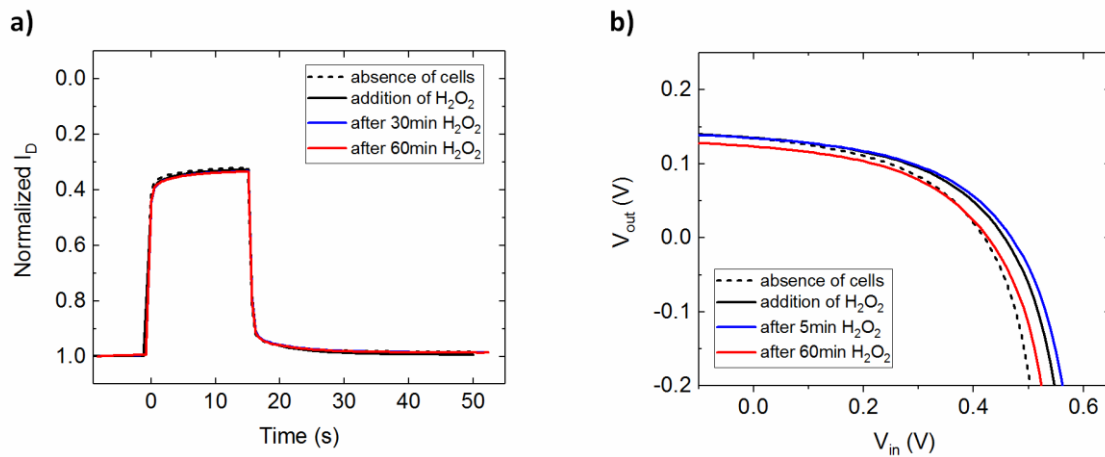 a)
Normalized I_D
0.0
0.2
0.4
0.6
0.8
1.0
absence of cells
addition of H₂O₂
after 30min H₂O₂
after 60min H₂O₂
0 10 20 30 40 50
Time (s)
b)
V_out (V)
0.2
0.1
0.0
-0.1
-0.2
absence of cells
addition of H₂O₂
after 5min H₂O₂
after 60min H₂O₂
0.0 0.2 0.4 0.6
V_in (V)